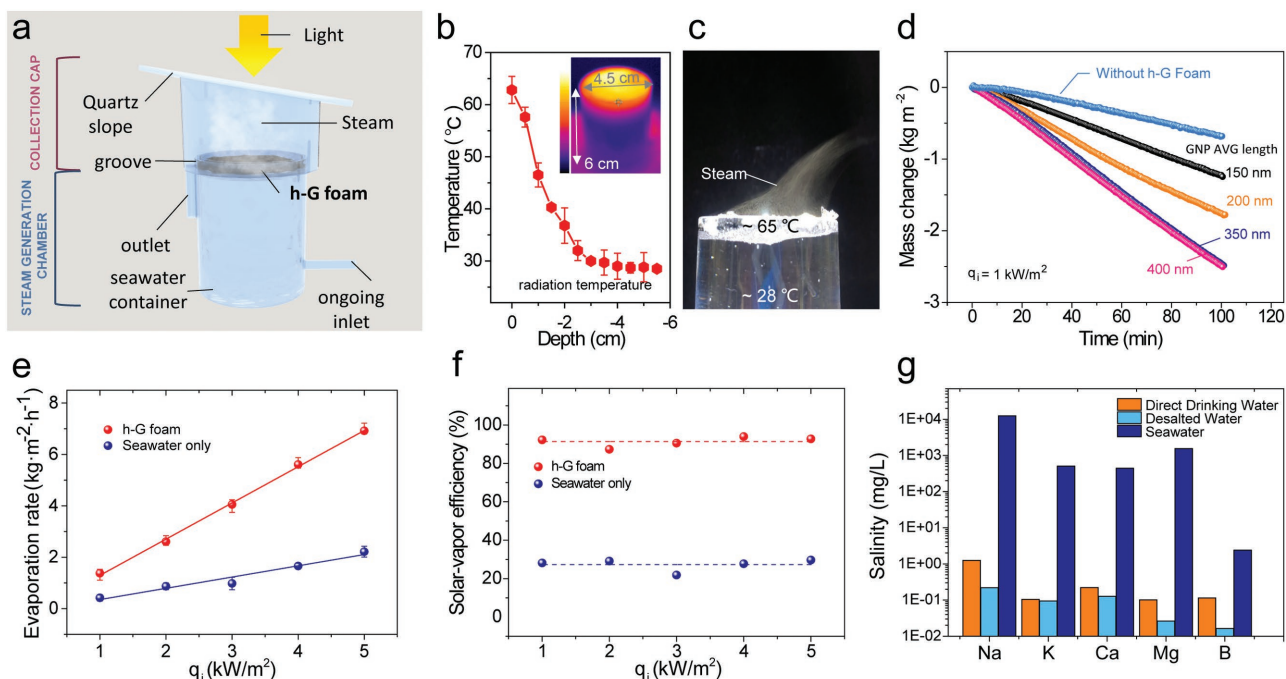 a
Light
COLLECTION CAP
Quartz
slope
Steam
groove
h-G foam
STEAM GENERATION
CHAMBER
outlet
seawater
container
ongoing
inlet
b
Temperature (°C)
70
60
50
40
30
4.5 cm
6 cm
radiation temperature
0
-2
-4
-6
Depth (cm)
c
Steam
~ 65 °C
~ 28 °C
d
Mass change (kg m⁻²)
0
-1
-2
-3
Without h-G Foam
GNP AVG length
150 nm
200 nm
350 nm
400 nm
qᵢ = 1 kW/m²
0
20
40
60
80
100
120
Time (min)
e
Evaporation rate (kg·m⁻²·h⁻¹)
8
6
4
2
0
h-G foam
Seawater only
1
2
3
4
5
qᵢ (kW/m²)
f
Solar-vapor efficiency (%)
100
80
60
40
20
0
h-G foam
Seawater only
1
2
3
4
5
qᵢ (kW/m²)
g
Salinity (mg/L)
1E+04
1E+03
1E+02
1E+01
1E+00
1E-01
1E-02
Direct Drinking Water
Desalted Water
Seawater
Na
K
Ca
Mg
B